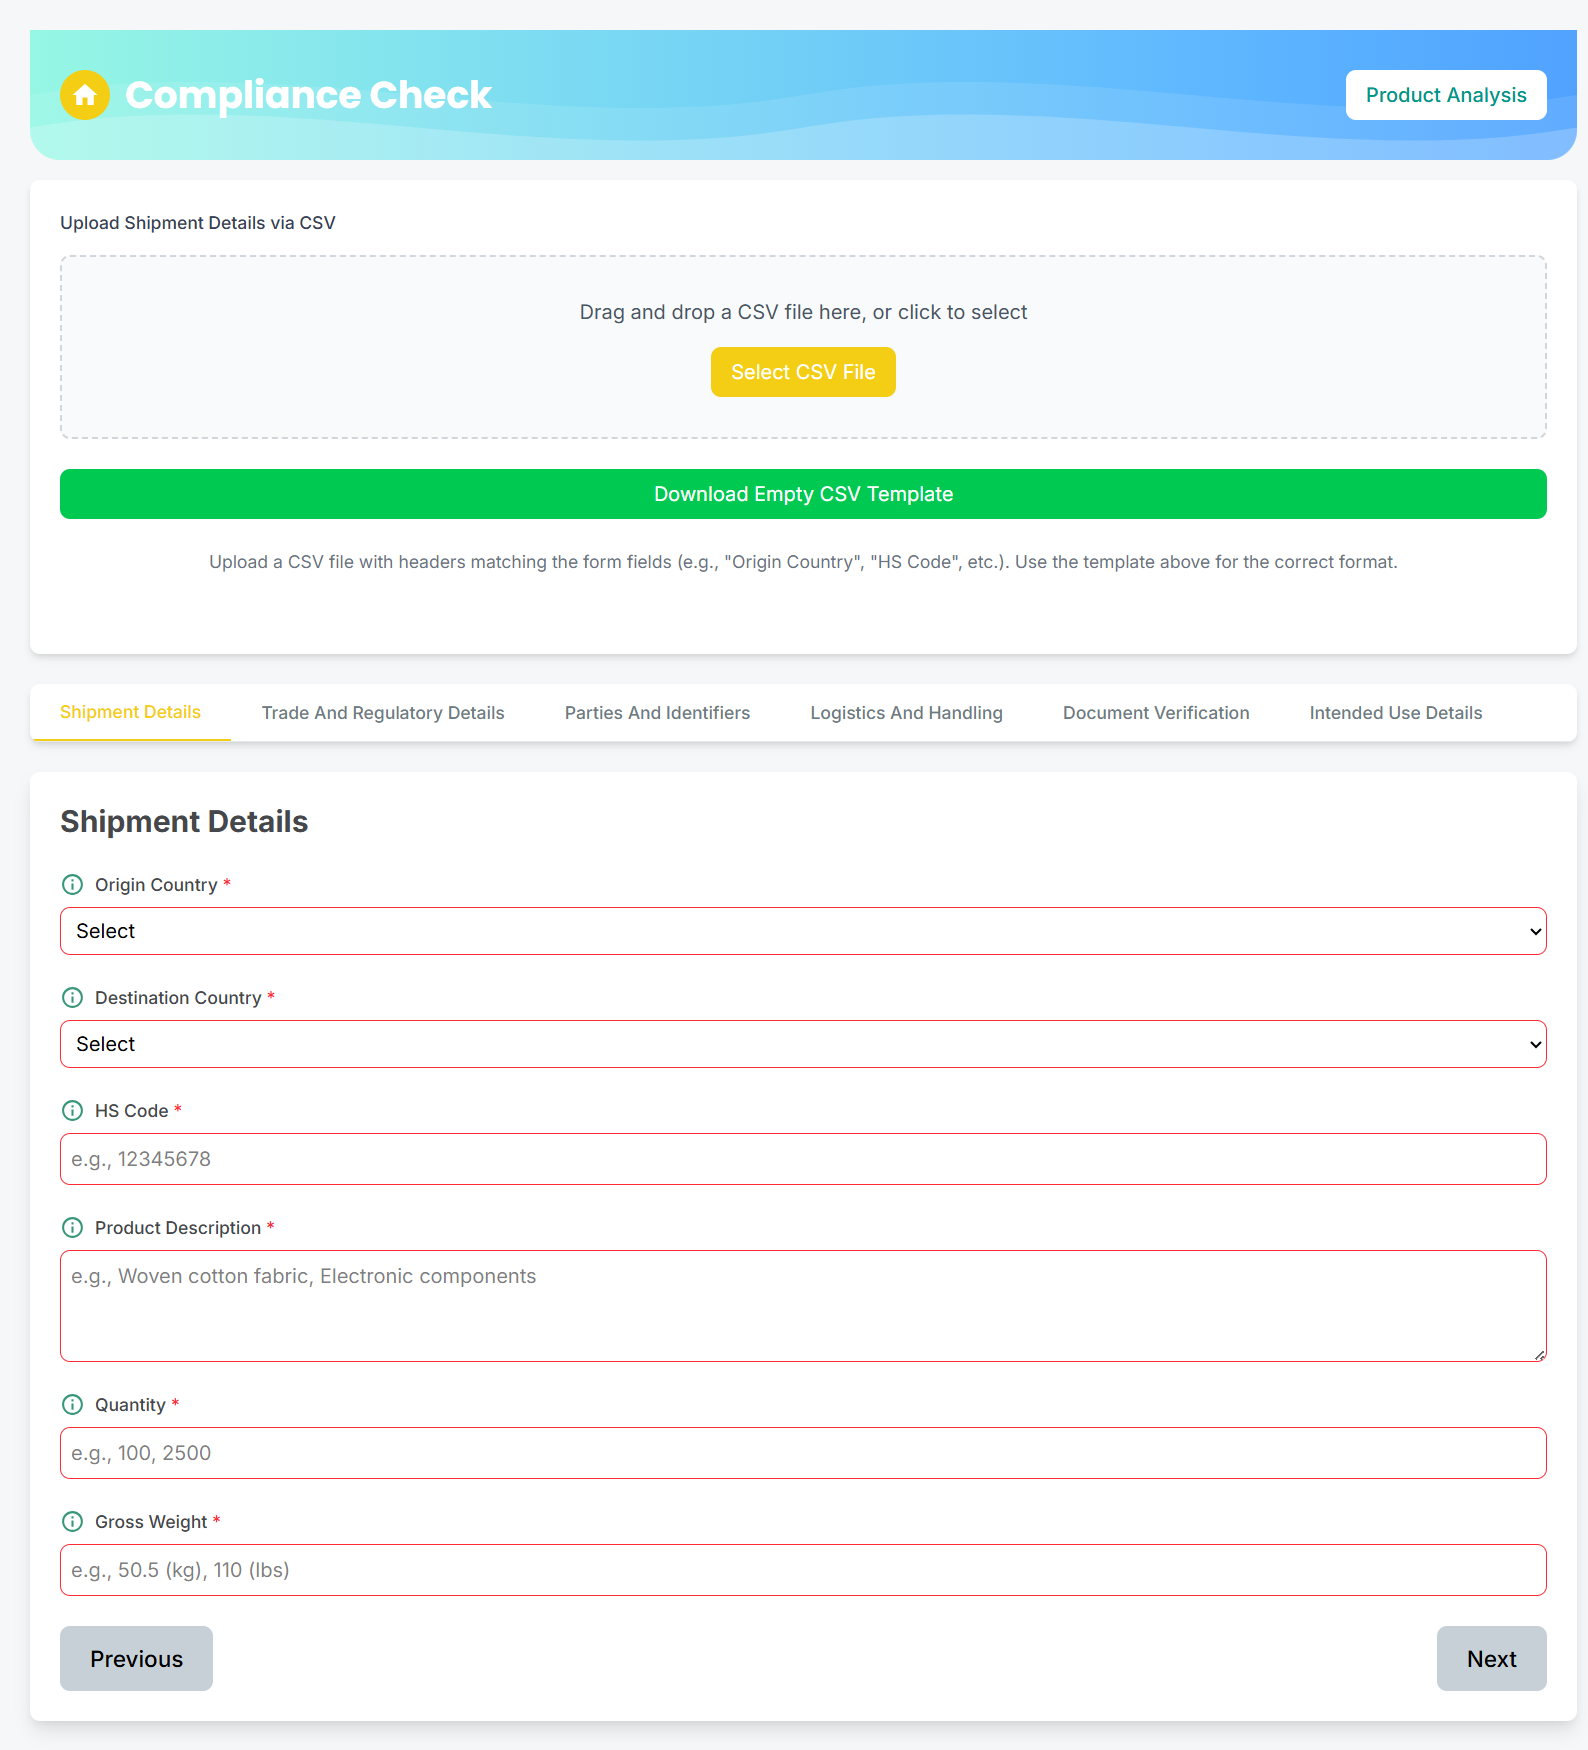 Compliance Check
Product Analysis
Upload Shipment Details via CSV
Drag and drop a CSV file here, or click to select
Select CSV File
Download Empty CSV Template
Upload a CSV file with headers matching the form fields (e.g., "Origin Country", "HS Code", etc.). Use the template above for the correct format.
Shipment Details
Trade And Regulatory Details
Parties And Identifiers
Logistics And Handling
Document Verification
Intended Use Details
Shipment Details
Origin Country *
Select
Destination Country *
Select
HS Code *
e.g., 12345678
Product Description *
e.g., Woven cotton fabric, Electronic components
Quantity *
e.g., 100, 2500
Gross Weight *
e.g., 50.5 (kg), 110 (lbs)
Previous
Next